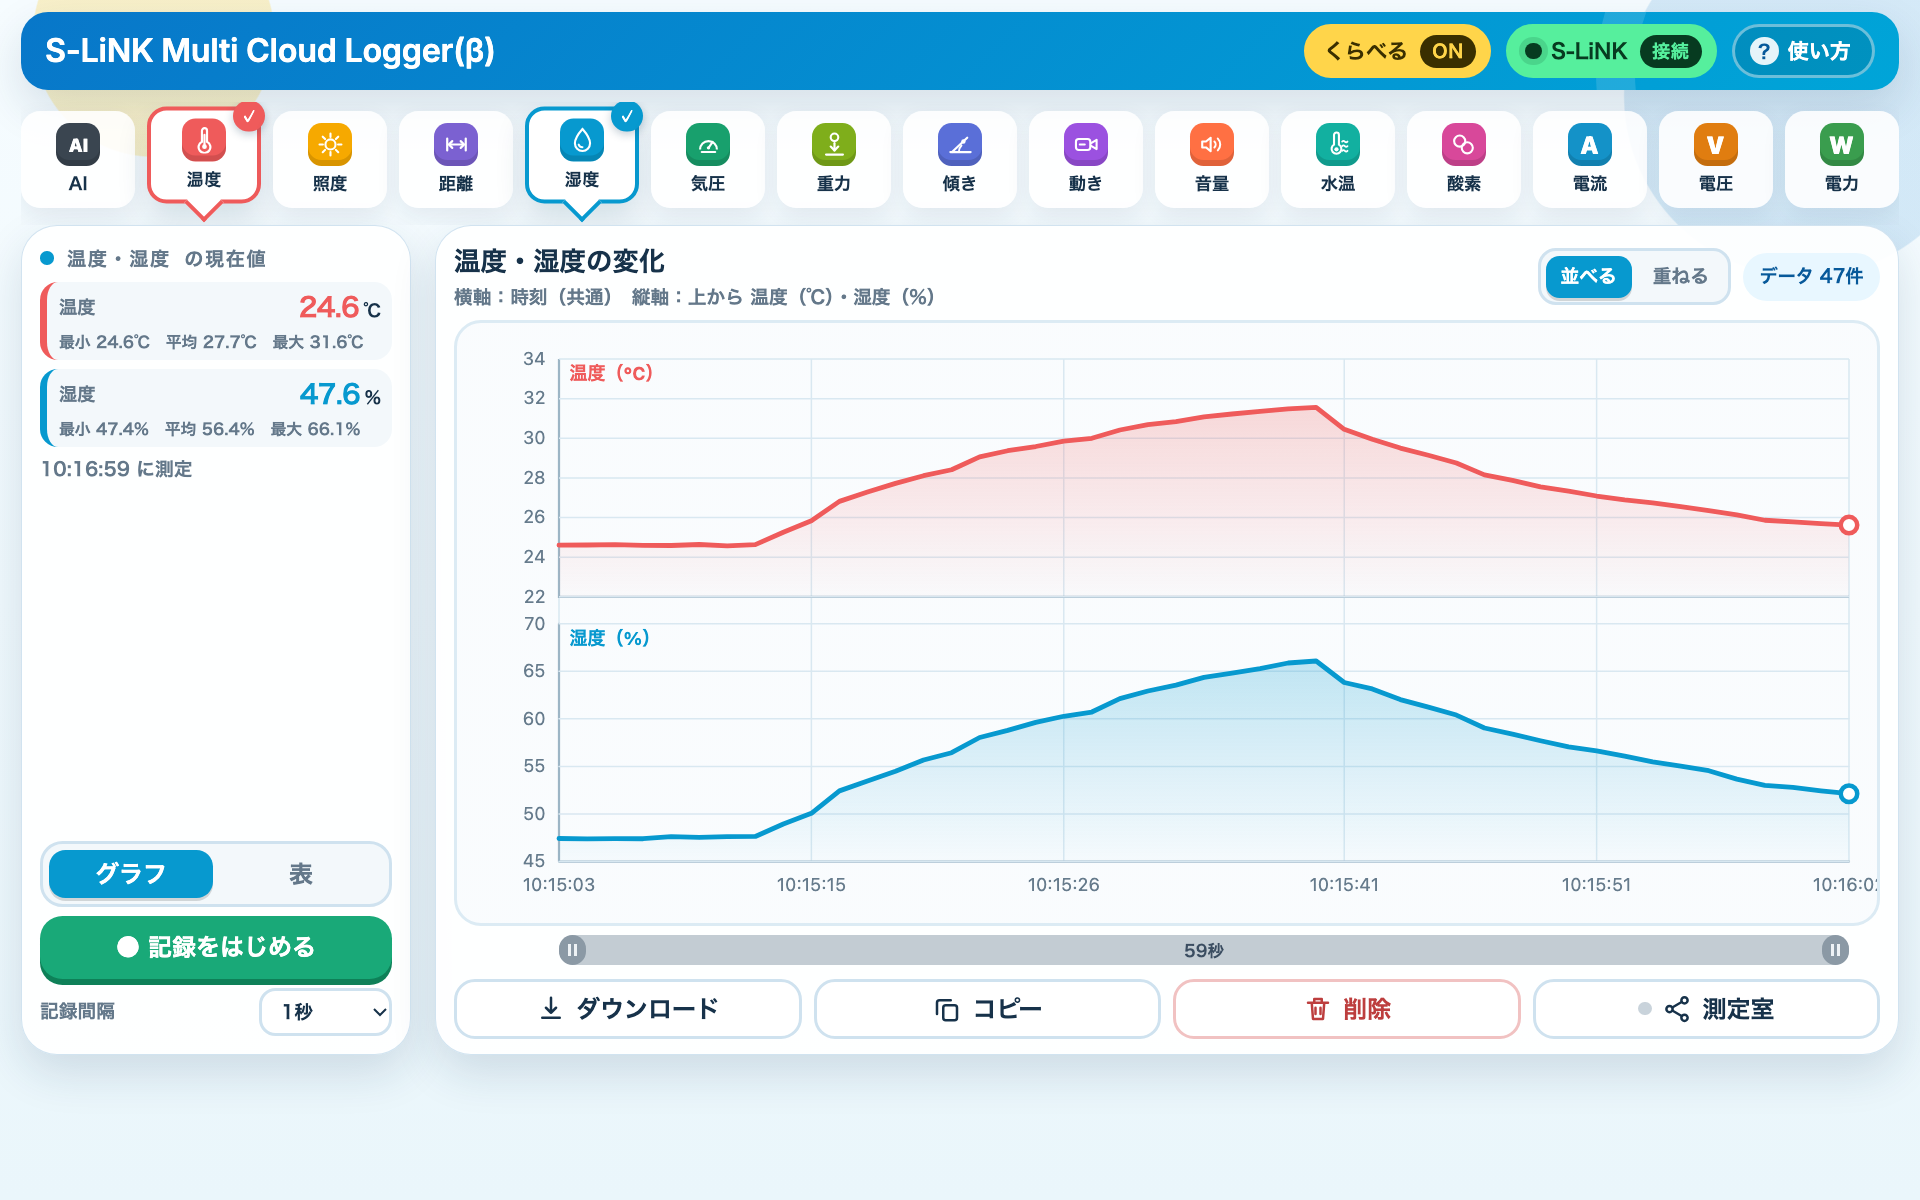 S-LiNK Multi Cloud Logger(β)
くらべる ON
S-LiNK 接続
? 使い方
AI
AI
温度
照度
距離
湿度
気圧
重力
傾き
動き
音量
水温
酸素
A
電流
V
電圧
W
電力
温度・湿度 の現在値
温度 24.6 ℃
最小 24.6℃ 平均 27.7℃ 最大 31.6℃
湿度 47.6 %
最小 47.4% 平均 56.4% 最大 66.1%
10:16:59 に測定
グラフ 表
記録をはじめる
記録間隔 1秒
温度・湿度の変化
横軸：時刻（共通） 縦軸：上から 温度（℃）・湿度（%）
並べる 重ねる
データ 47件
温度（°C）
34
32
30
28
26
24
22
湿度（%）
70
65
60
55
50
45
10:15:03 10:15:15 10:15:26 10:15:41 10:15:51 10:16:0
59秒
ダウンロード
コピー
削除
測定室